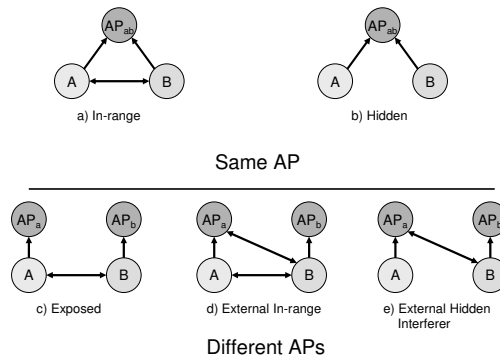 APab
APab
A
B
A
B
a) In-range
b) Hidden
Same AP
APa
APb
APa
APb
APa
APb
A
B
A
B
A
B
c) Exposed
d) External In-range
e) External Hidden
Interferer
Different APs